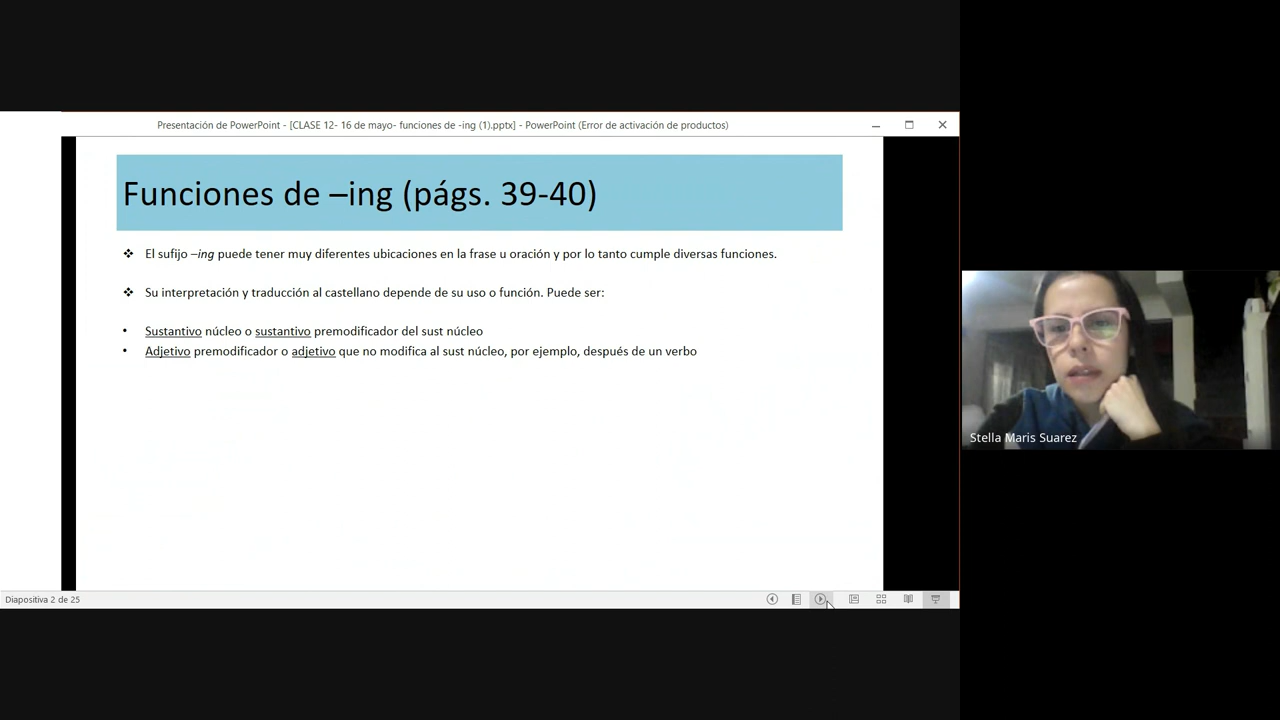 Presentación de PowerPoint - [CLASE 12- 16 de mayo- funciones de -ing (1).pptx] - PowerPoint (Error de activación de productos)
Funciones de –ing (págs. 39-40)
❖ El sufijo –ing puede tener muy diferentes ubicaciones en la frase u oración y por lo tanto cumple diversas funciones.
❖ Su interpretación y traducción al castellano depende de su uso o función. Puede ser:
• Sustantivo núcleo o sustantivo premodificador del sust núcleo
• Adjetivo premodificador o adjetivo que no modifica al sust núcleo, por ejemplo, después de un verbo
Stella Maris Suarez
Diapositiva 2 de 25